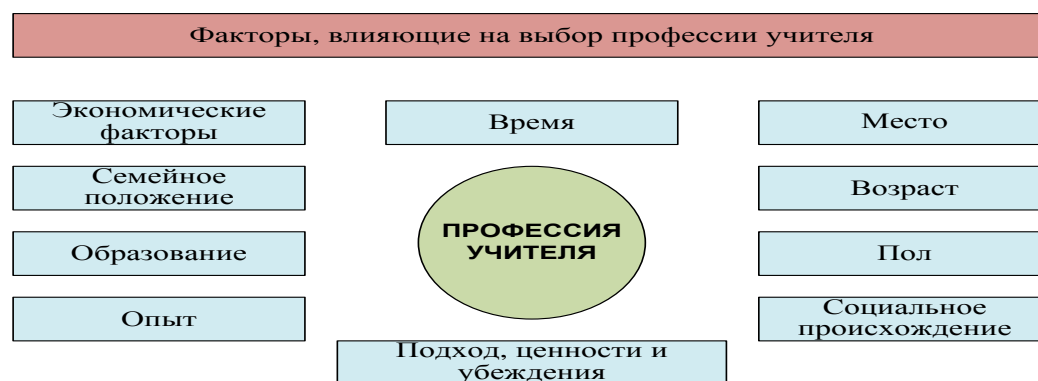 Факторы, влияющие на выбор профессии учителя
Экономические
факторы
Время
Место
Семейное
положение
Возраст
ПРОФЕССИЯ
УЧИТЕЛЯ
Образование
Пол
Опыт
Социальное
происхождение
Подход, ценности и
убеждения